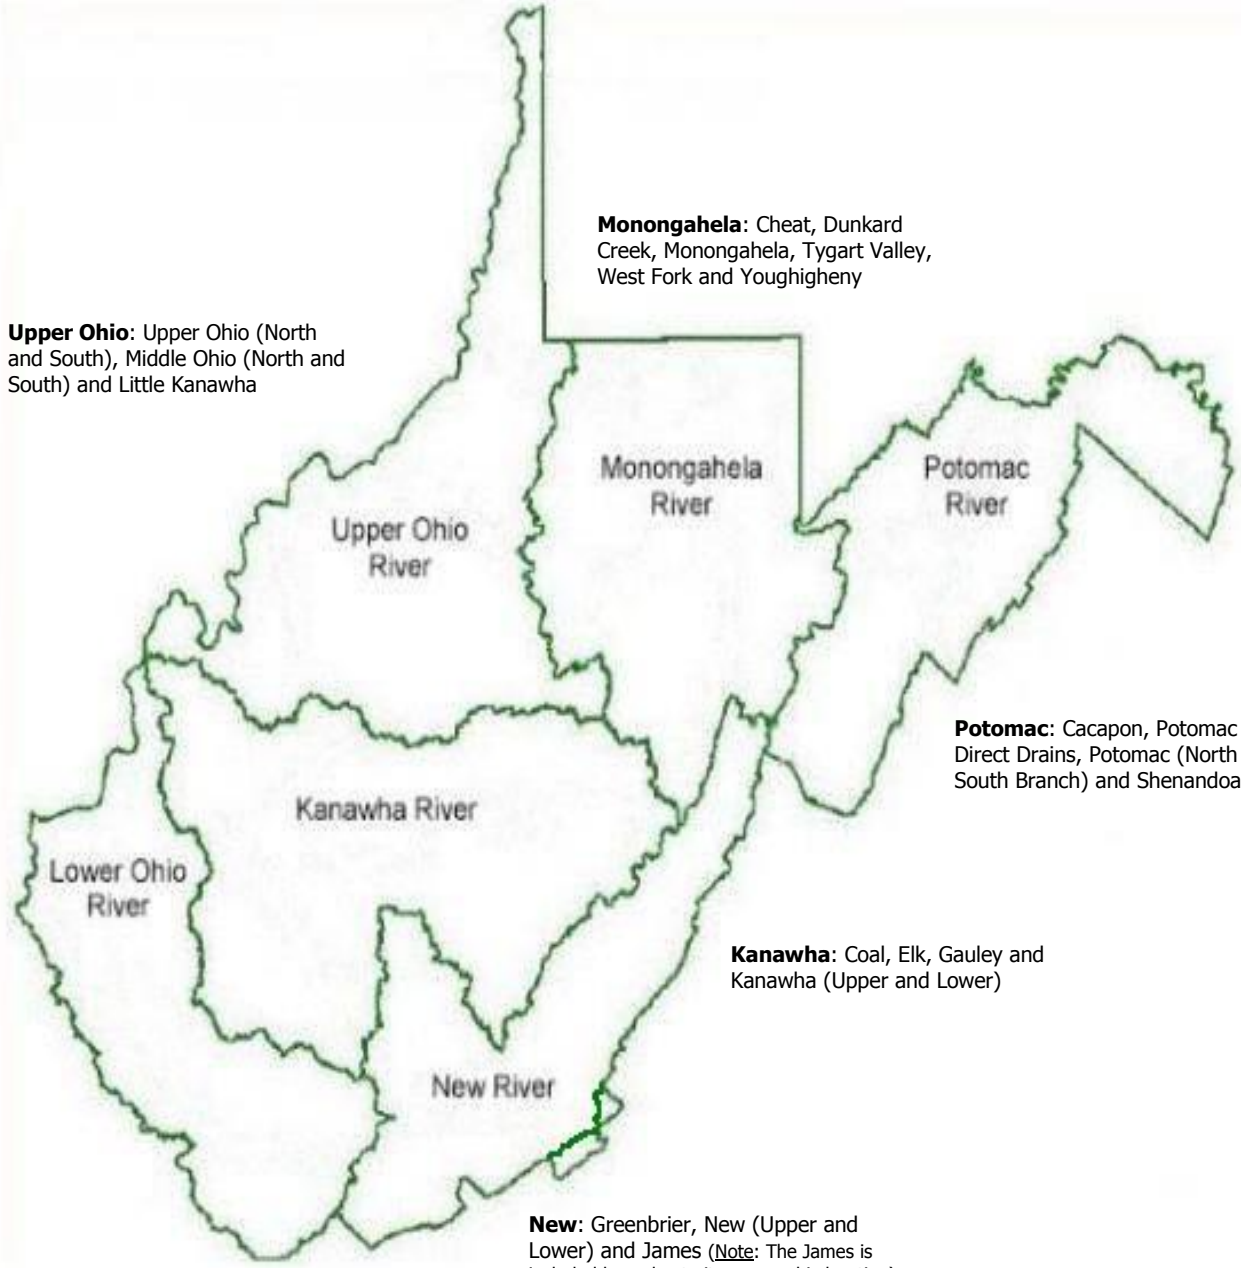 Monongahela: Cheat, Dunkard
Creek, Monongahela, Tygart Valley,
West Fork and Youghigheny
Upper Ohio: Upper Ohio (North
and South), Middle Ohio (North and
South) and Little Kanawha
Monongahela
River
Potomac
River
Upper Ohio
River
Potomac: Cacapon, Potomac
Direct Drains, Potomac (North
South Branch) and Shenandoa
Kanawha River
Lower Ohio
River
Kanawha: Coal, Elk, Gauley and
Kanawha (Upper and Lower)
New River
New: Greenbrier, New (Upper and
Lower) and James (Note: The James is